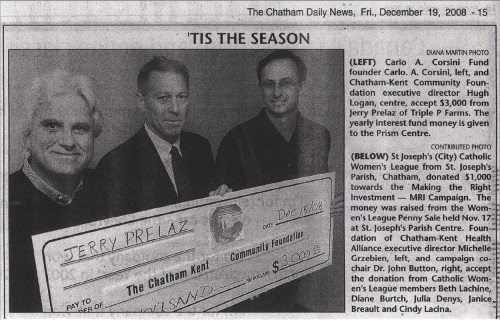 The Chatham Daily News, Fri., December 19, 2008 - 15
'TIS THE SEASON
DIANA MARTIN PHOTO
(LEFT) Carlo A. Corsini Fund
founder Carlo. A. Corsini, left, and
Chatham-Kent Community Foun-
dation executive director Hugh
Logan, centre, accept $3,000 from
Jerry Prelaz of Triple P Farms. The
yearly interest fund money is given
to the Prism Centre.
CONTRIBUTED PHOTO
(BELOW) St Joseph's (City) Catholic
Women's League from St. Joseph's
Parish, Chatham, donated $1,000
towards the Making the Right
Investment — MRI Campaign. The
money was raised from the Wom-
en's League Penny Sale held Nov. 17
at St. Joseph's Parish Centre. Foun-
dation of Chatham-Kent Health
Alliance executive director Michelle
Grzebien, left, and campaign co-
chair Dr. John Button, right, accept
the donation from Catholic Wom-
en's League members Beth Lachine,
Diane Burtch, Julia Denys, Janice
Breault and Cindy Lacina.
JERRY PRELAZ
DATE Dec 15/08
The Chatham Kent Community Foundation
PAY TO
DOLLARS $3000